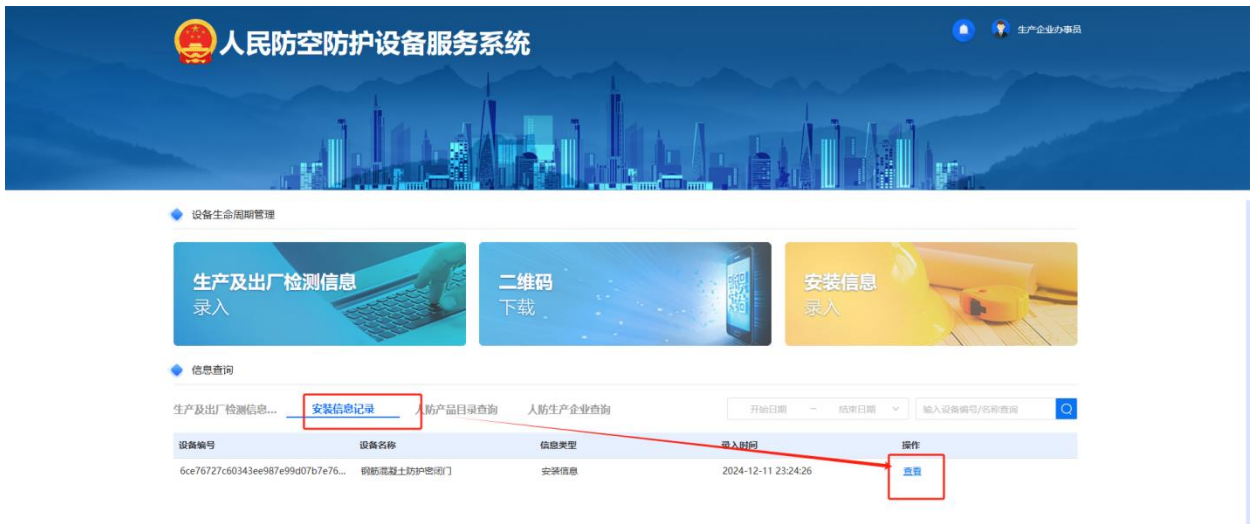 人民防空防护设备服务系统
生产企业办事员
设备生命周期管理
生产及出厂检测信息
录入
二维码
下载
安装信息
录入
信息查询
生产及出厂检测信息... 安装信息记录 人防产品目录查询 人防生产企业查询 开始日期 – 结束日期 输入设备编号/名称查询
设备编号 设备名称 信息类型 录入时间 操作
6ce76727c60343ee987e99d07b7e76... 钢筋混凝土防护密闭门 安装信息 2024-12-11 23:24:26 查看